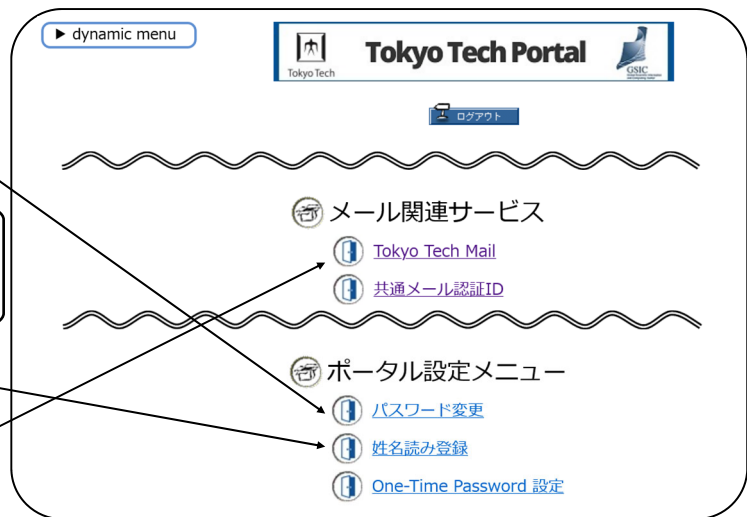 ▶ dynamic menu
Tokyo Tech
Tokyo Tech Portal
GSIC
ログアウト
メール関連サービス
Tokyo Tech Mail
共通メール認証ID
ポータル設定メニュー
パスワード変更
姓名読み登録
One-Time Password 設定